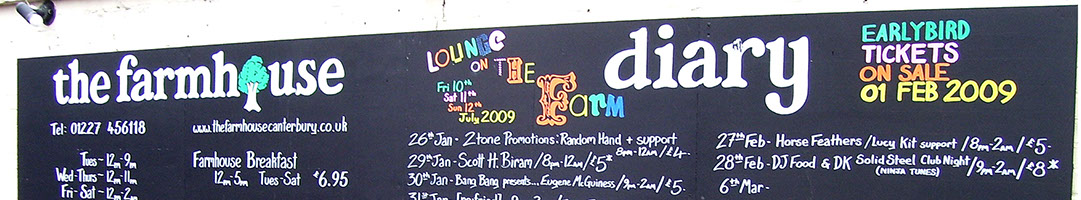 the farmhouse
Tel: 01227 456118
www.thefarmhousecanterbury.co.uk
Tues - 12pm-9pm
Wed-Thurs - 12pm-11pm
Fri-Sat - 12pm-2am
Farmhouse Breakfast
12pm-5pm Tues-Sat £6.95
LOUNGE
ON THE
FARM
Fri 10th
Sat 11th
Sun 12th
July 2009
diary
EARLYBIRD
TICKETS
ON SALE
01 FEB 2009
26th Jan - 2tone Promotions: Random Hand + support
8pm-12am/£4-
29th Jan - Scott H. Biram/8pm-12am/£5*
30th Jan - Bang Bang presents... Eugene McGuiness/9pm-2am/£5-
31st Jan
27th Feb - Horse Feathers/Lucy Kit support/8pm-2am/£5-
28th Feb - DJ Food & DK Solid Steel Club Night/9pm-2am/£8*
(NINJA TUNES)
6th Mar -